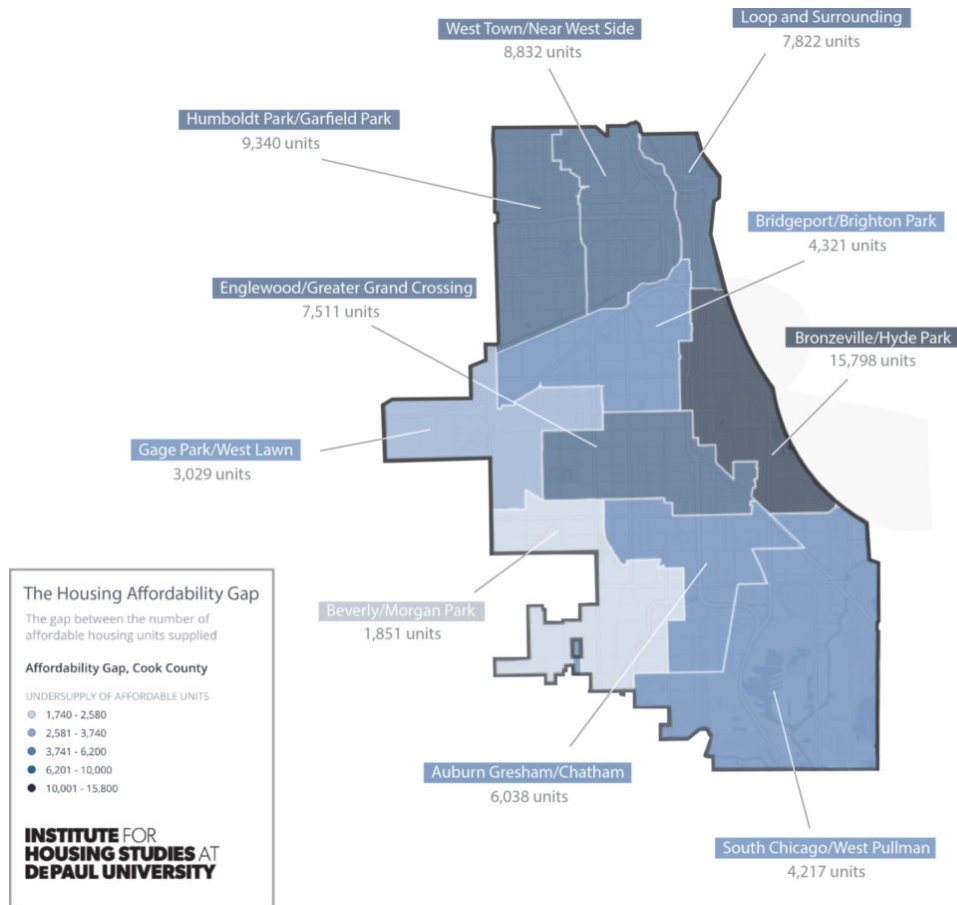 West Town/Near West Side
8,832 units
Loop and Surrounding
7,822 units
Humboldt Park/Garfield Park
9,340 units
Bridgeport/Brighton Park
4,321 units
Englewood/Greater Grand Crossing
7,511 units
Bronzeville/Hyde Park
15,798 units
Gage Park/West Lawn
3,029 units
Beverly/Morgan Park
1,851 units
Auburn Gresham/Chatham
6,038 units
South Chicago/West Pullman
4,217 units
The Housing Affordability Gap
The gap between the number of
affordable housing units supplied
Affordability Gap, Cook County
UNDERSUPPLY OF AFFORDABLE UNITS
1,740 - 2,580
2,581 - 3,740
3,741 - 6,200
6,201 - 10,000
10,001 - 15,800
INSTITUTE FOR
HOUSING STUDIES AT
DEPAUL UNIVERSITY